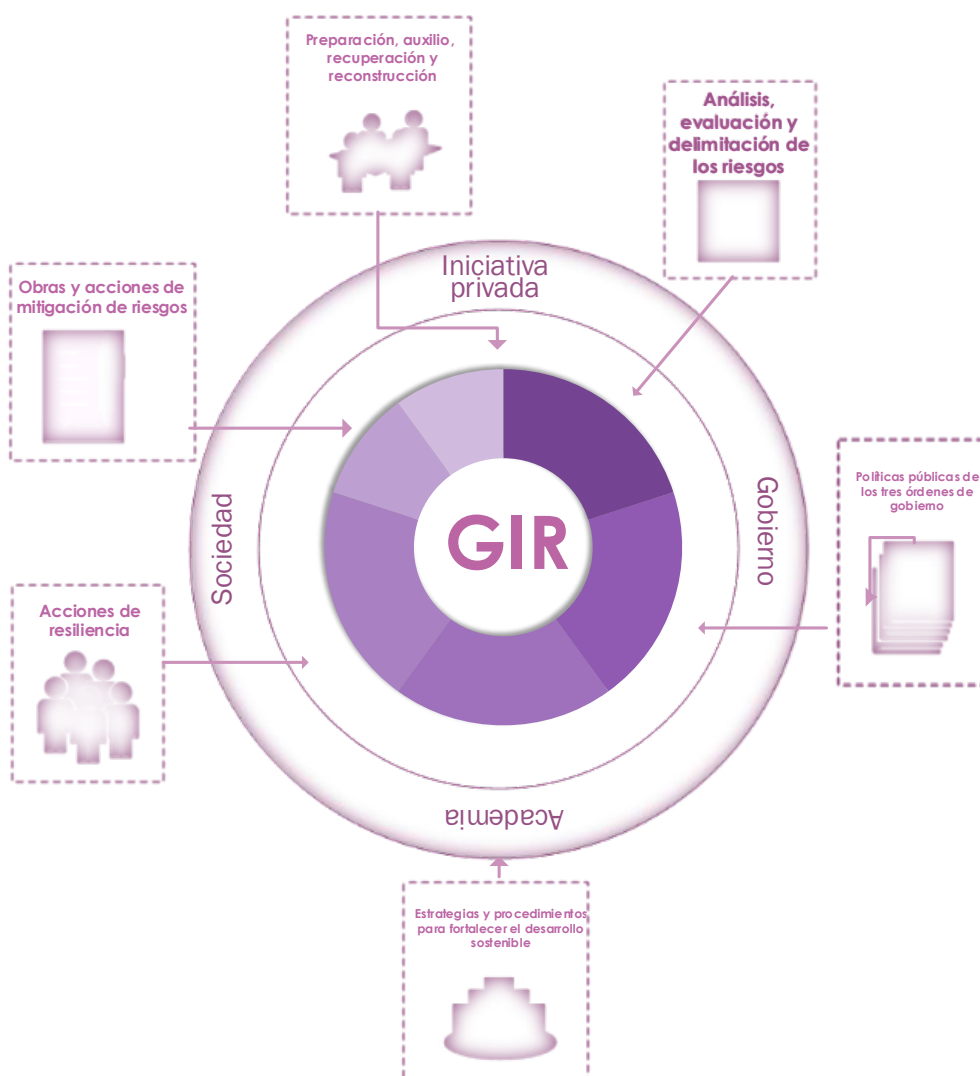 Preparación, auxilio,
recuperación y
reconstrucción
Análisis,
evaluación y
delimitación de
los riesgos
Iniciativa
privada
Obras y acciones de
mitigación de riesgos
Políticas públicas de
los tres órdenes de
gobierno
Gobierno
Sociedad
GIR
Acciones de
resiliencia
Academia
Estrategias y procedimientos
para fortalecer el desarrollo
sostenible